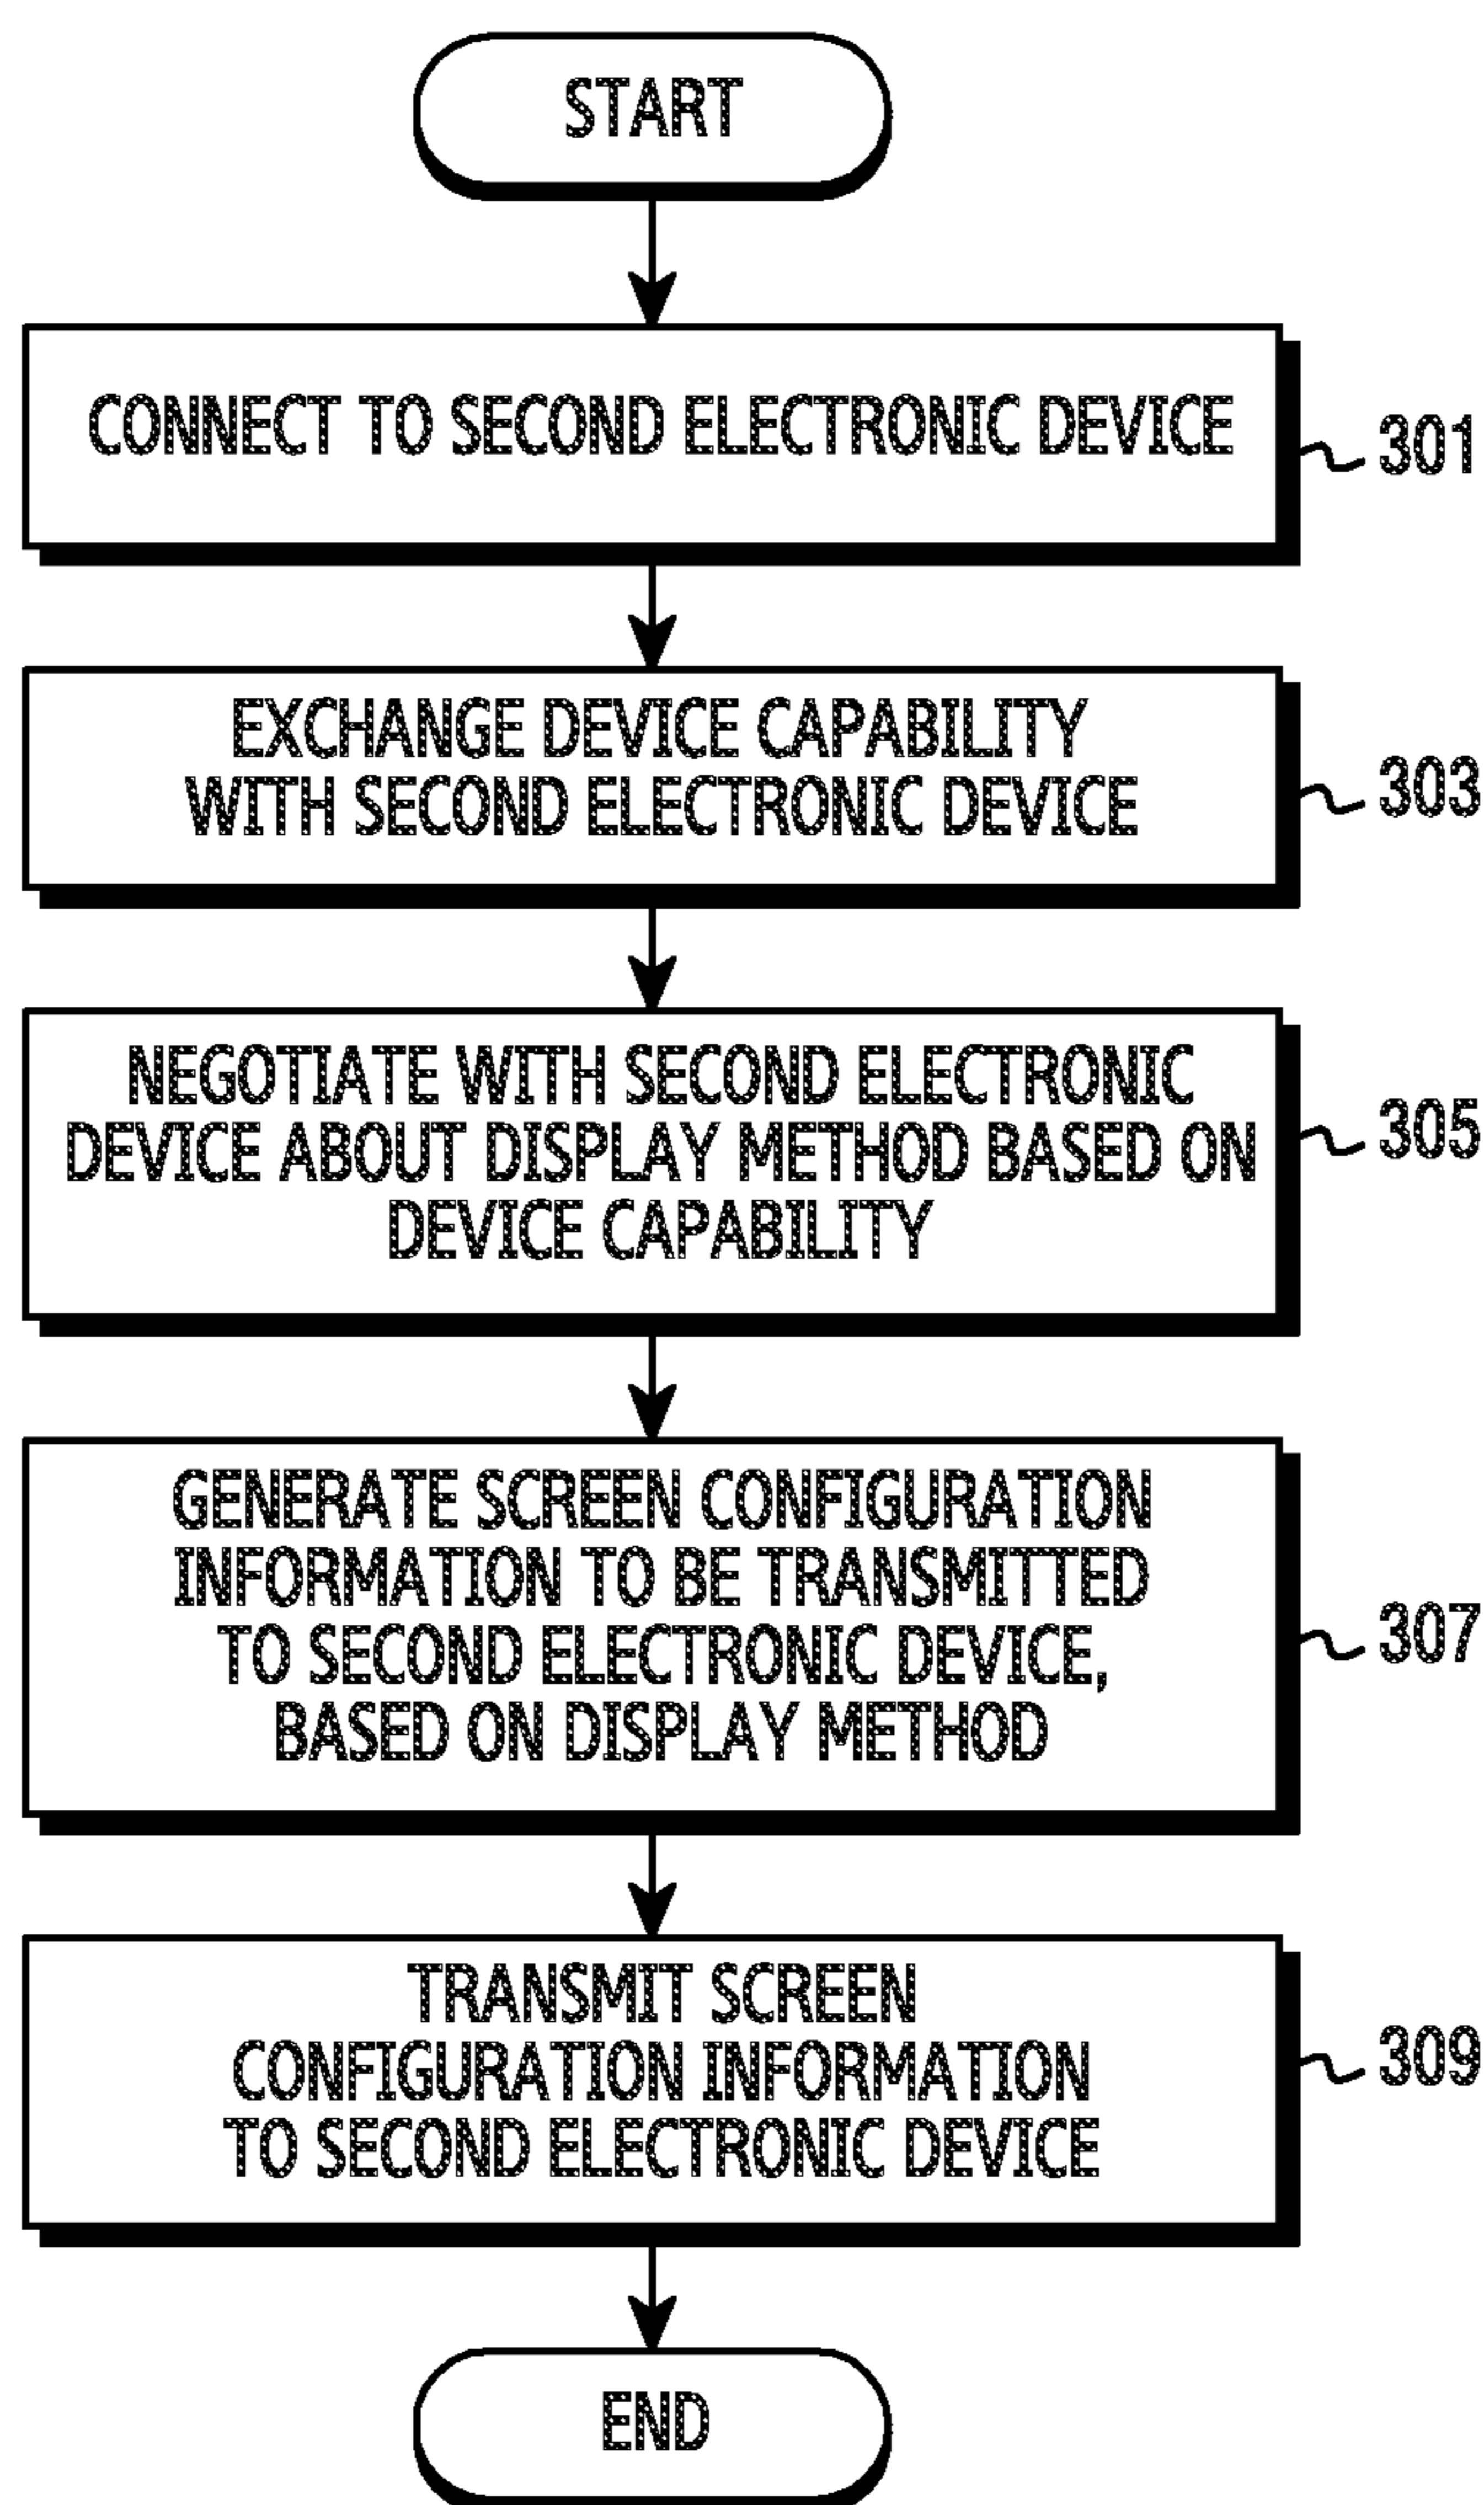 START
CONNECT TO SECOND ELECTRONIC DEVICE
301
EXCHANGE DEVICE CAPABILITY
WITH SECOND ELECTRONIC DEVICE
303
NEGOTIATE WITH SECOND ELECTRONIC
DEVICE ABOUT DISPLAY METHOD BASED ON
DEVICE CAPABILITY
305
GENERATE SCREEN CONFIGURATION
INFORMATION TO BE TRANSMITTED
TO SECOND ELECTRONIC DEVICE,
BASED ON DISPLAY METHOD
307
TRANSMIT SCREEN
CONFIGURATION INFORMATION
TO SECOND ELECTRONIC DEVICE
309
END